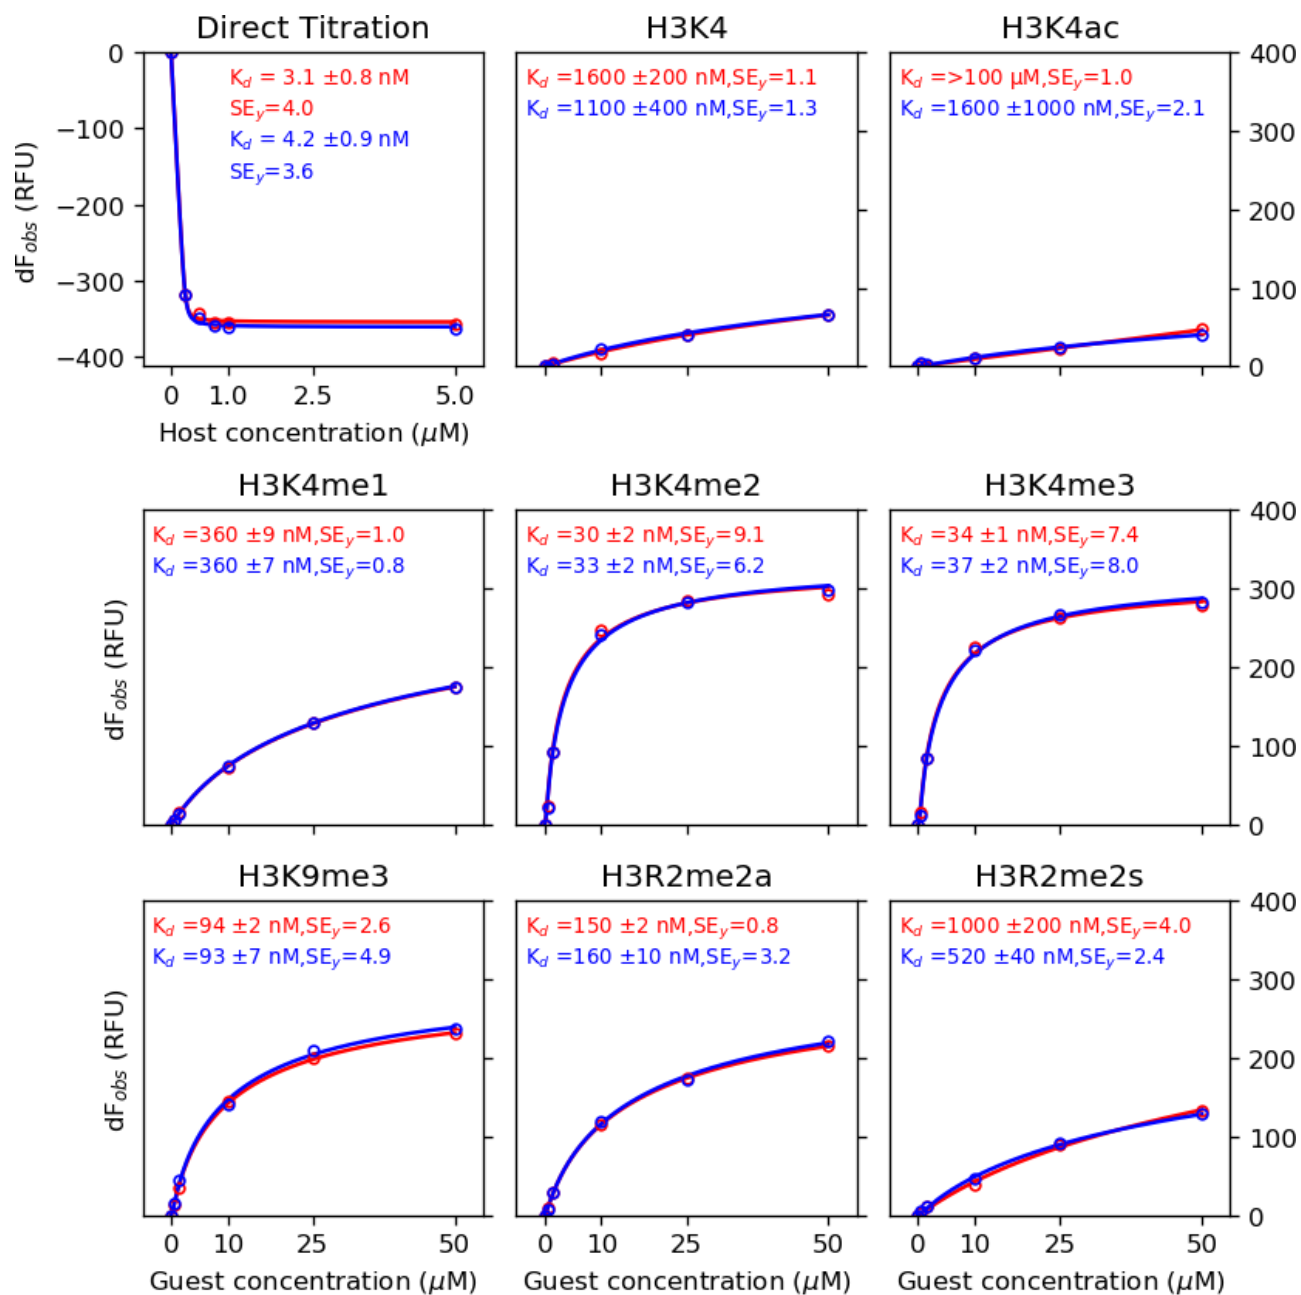 Direct Titration
H3K4
H3K4ac
K_d = 3.1 ±0.8 nM
SE_y=4.0
K_d = 4.2 ±0.9 nM
SE_y=3.6
K_d =1600 ±200 nM,SE_y=1.1
K_d =1100 ±400 nM,SE_y=1.3
K_d =>100 μM,SE_y=1.0
K_d =1600 ±1000 nM,SE_y=2.1
dF_obs (RFU)
0
−100
−200
−300
−400
400
300
200
100
0
0 1.0 2.5 5.0
Host concentration (μM)
H3K4me1
H3K4me2
H3K4me3
K_d =360 ±9 nM,SE_y=1.0
K_d =360 ±7 nM,SE_y=0.8
K_d =30 ±2 nM,SE_y=9.1
K_d =33 ±2 nM,SE_y=6.2
K_d =34 ±1 nM,SE_y=7.4
K_d =37 ±2 nM,SE_y=8.0
dF_obs (RFU)
400
300
200
100
0
H3K9me3
H3R2me2a
H3R2me2s
K_d =94 ±2 nM,SE_y=2.6
K_d =93 ±7 nM,SE_y=4.9
K_d =150 ±2 nM,SE_y=0.8
K_d =160 ±10 nM,SE_y=3.2
K_d =1000 ±200 nM,SE_y=4.0
K_d =520 ±40 nM,SE_y=2.4
dF_obs (RFU)
400
300
200
100
0
0 10 25 50
0 10 25 50
0 10 25 50
Guest concentration (μM)
Guest concentration (μM)
Guest concentration (μM)